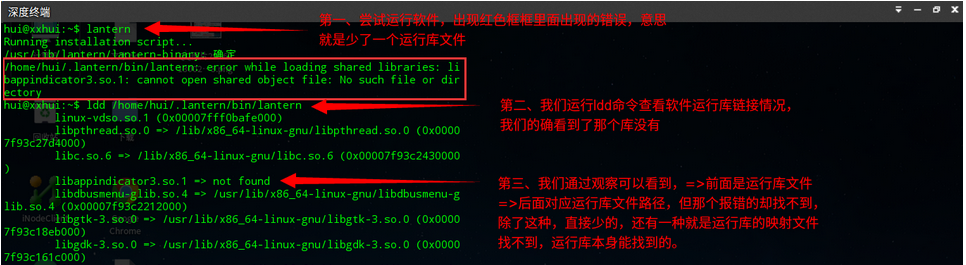 深度终端
hui@xxhui:~$ lantern
第一、尝试运行软件，出现红色框框里面出现的错误，意思
就是少了一个运行库文件
Running installation script...
/usr/lib/lantern/lantern-binary: 确定
/home/hui/.lantern/bin/lantern: error while loading shared libraries: li
bappindicator3.so.1: cannot open shared object file: No such file or dir
ectory
hui@xxhui:~$ ldd /home/hui/.lantern/bin/lantern
第二、我们运行ldd命令查看软件运行库链接情况，
我们的确看到了那个库没有
linux-vdso.so.1 (0x00007fff0bafe000)
libpthread.so.0 => /lib/x86_64-linux-gnu/libpthread.so.0 (0x0000
7f93c27d4000)
libc.so.6 => /lib/x86_64-linux-gnu/libc.so.6 (0x00007f93c2430000
)
libappindicator3.so.1 => not found
第三、我们通过观察可以看到，=>前面是运行库文件
=>后面对应运行库文件路径，但那个报错的却找不到，
除了这种，直接少的，还有一种就是运行库的映射文件
找不到，运行库本身能找到的。
libdbusmenu-glib.so.4 => /usr/lib/x86_64-linux-gnu/libdbusmenu-g
lib.so.4 (0x00007f93c2212000)
libgtk-3.so.0 => /usr/lib/x86_64-linux-gnu/libgtk-3.so.0 (0x0000
7f93c18eb000)
Chrome
libgdk-3.so.0 => /usr/lib/x86_64-linux-gnu/libgdk-3.so.0 (0x0000
7f93c161c000)